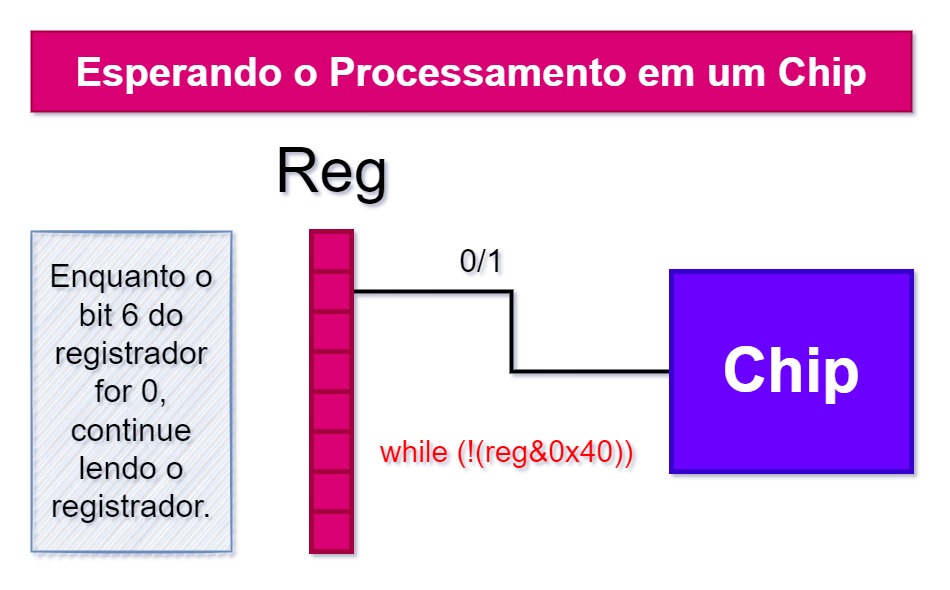 Esperando o Processamento em um Chip
Reg
Enquanto o
bit 6 do
registrador
for 0,
continue
lendo o
registrador.
0/1
Chip
while (!(reg&0x40))